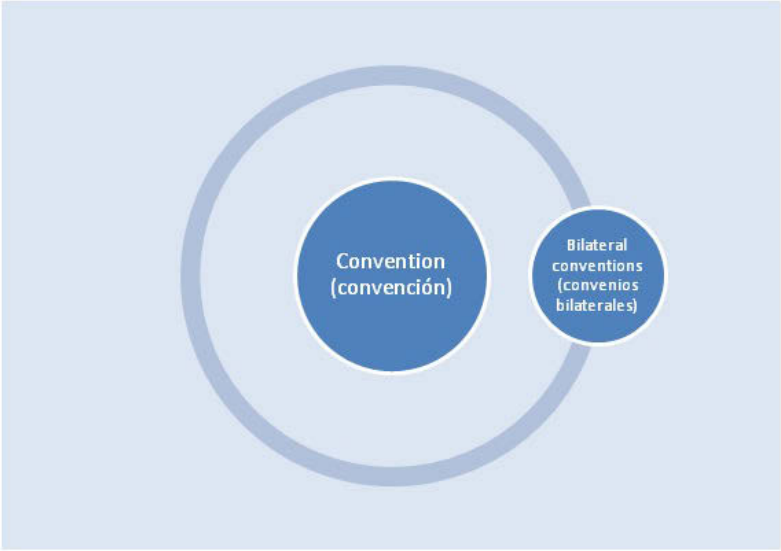 Convention
(convención)
Bilateral
conventions
(convenios
bilaterales)